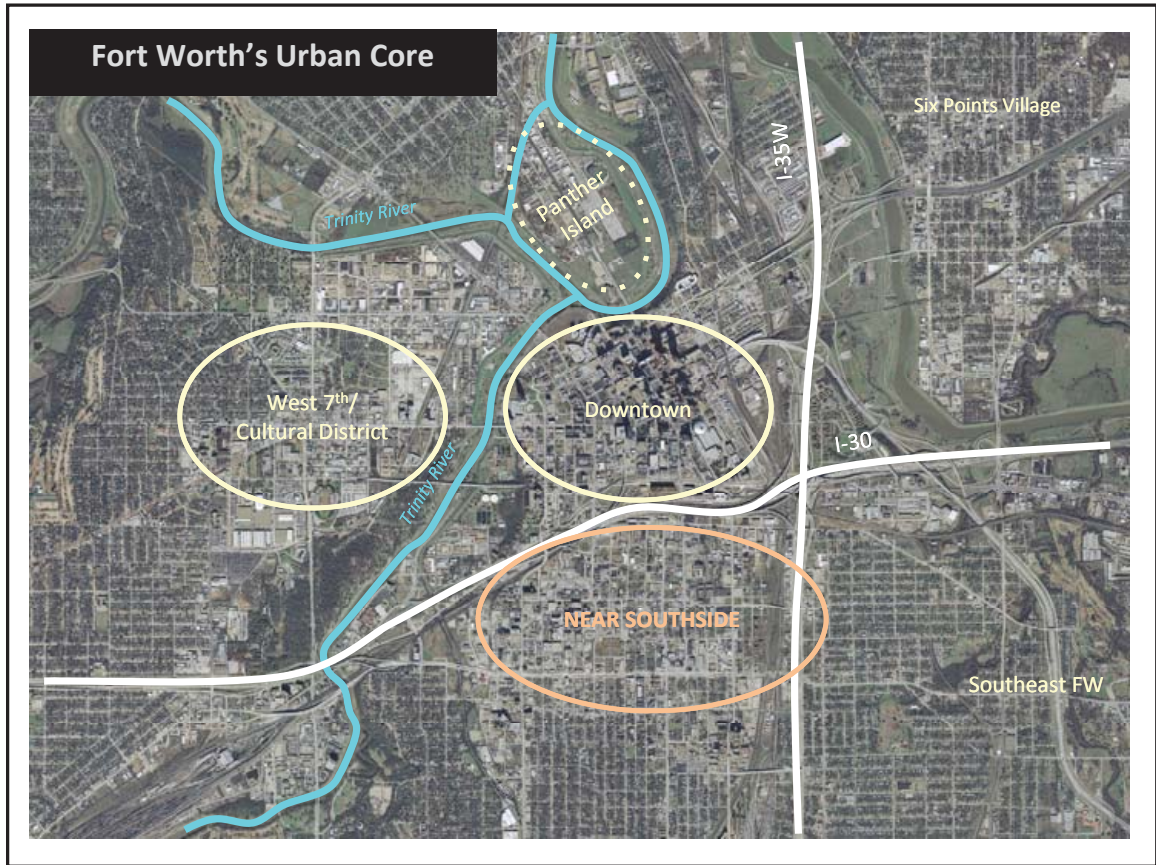 Fort Worth's Urban Core
Six Points Village
I-35W
Panther
Island
Trinity River
West 7th/
Cultural District
Downtown
I-30
Trinity River
NEAR SOUTHSIDE
Southeast FW